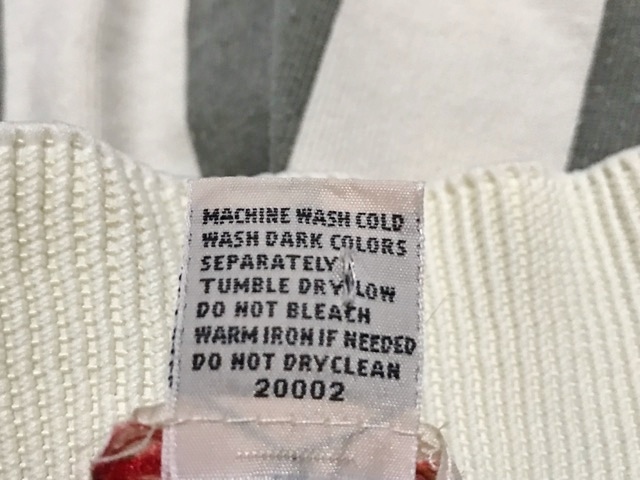 MACHINE WASH COLD
WASH DARK COLORS
SEPARATELY
TUMBLE DRY LOW
DO NOT BLEACH
WARM IRON IF NEEDED
DO NOT DRYCLEAN
20002